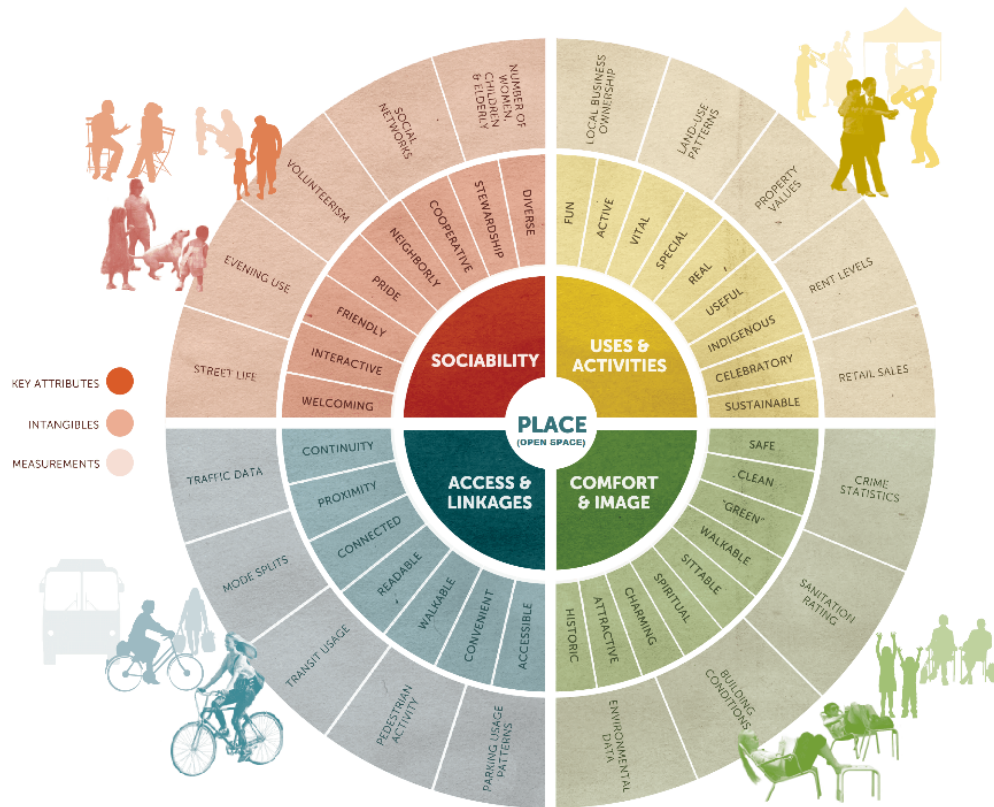 NUMBER OF
WOMEN,
CHILDREN
& ELDERLY
SOCIAL
NETWORKS
VOLUNTEERISM
EVENING USE
STREET LIFE
LOCAL BUSINESS
OWNERSHIP
LAND-USE
PATTERNS
PROPERTY
VALUES
RENT LEVELS
RETAIL SALES
DIVERSE
STEWARDSHIP
COOPERATIVE
NEIGHBORLY
PRIDE
FRIENDLY
INTERACTIVE
WELCOMING
FUN
ACTIVE
VITAL
SPECIAL
REAL
USEFUL
INDIGENOUS
CELEBRATORY
SUSTAINABLE
SOCIABILITY
USES &
ACTIVITIES
KEY ATTRIBUTES
INTANGIBLES
MEASUREMENTS
PLACE
(OPEN SPACE)
ACCESS &
LINKAGES
COMFORT
& IMAGE
CONTINUITY
PROXIMITY
CONNECTED
READABLE
WALKABLE
CONVENIENT
ACCESSIBLE
SAFE
CLEAN
"GREEN"
WALKABLE
SITTABLE
SPIRITUAL
CHARMING
ATTRACTIVE
HISTORIC
TRAFFIC DATA
MODE SPLITS
TRANSIT USAGE
PEDESTRIAN
ACTIVITY
PARKING USAGE
PATTERNS
CRIME
STATISTICS
SANITATION
RATING
BUILDING
CONDITIONS
ENVIRONMENTAL
DATA